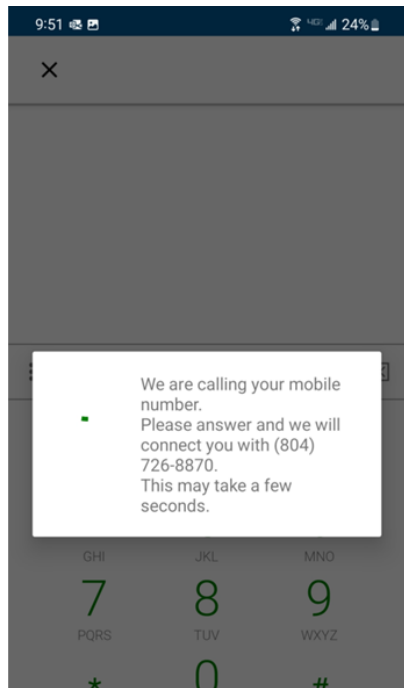 9:51
24%
We are calling your mobile
number.
Please answer and we will
connect you with (804)
726-8870.
This may take a few
seconds.
GHI JKL MNO
7 8 9
PQRS TUV WXYZ
* 0 #